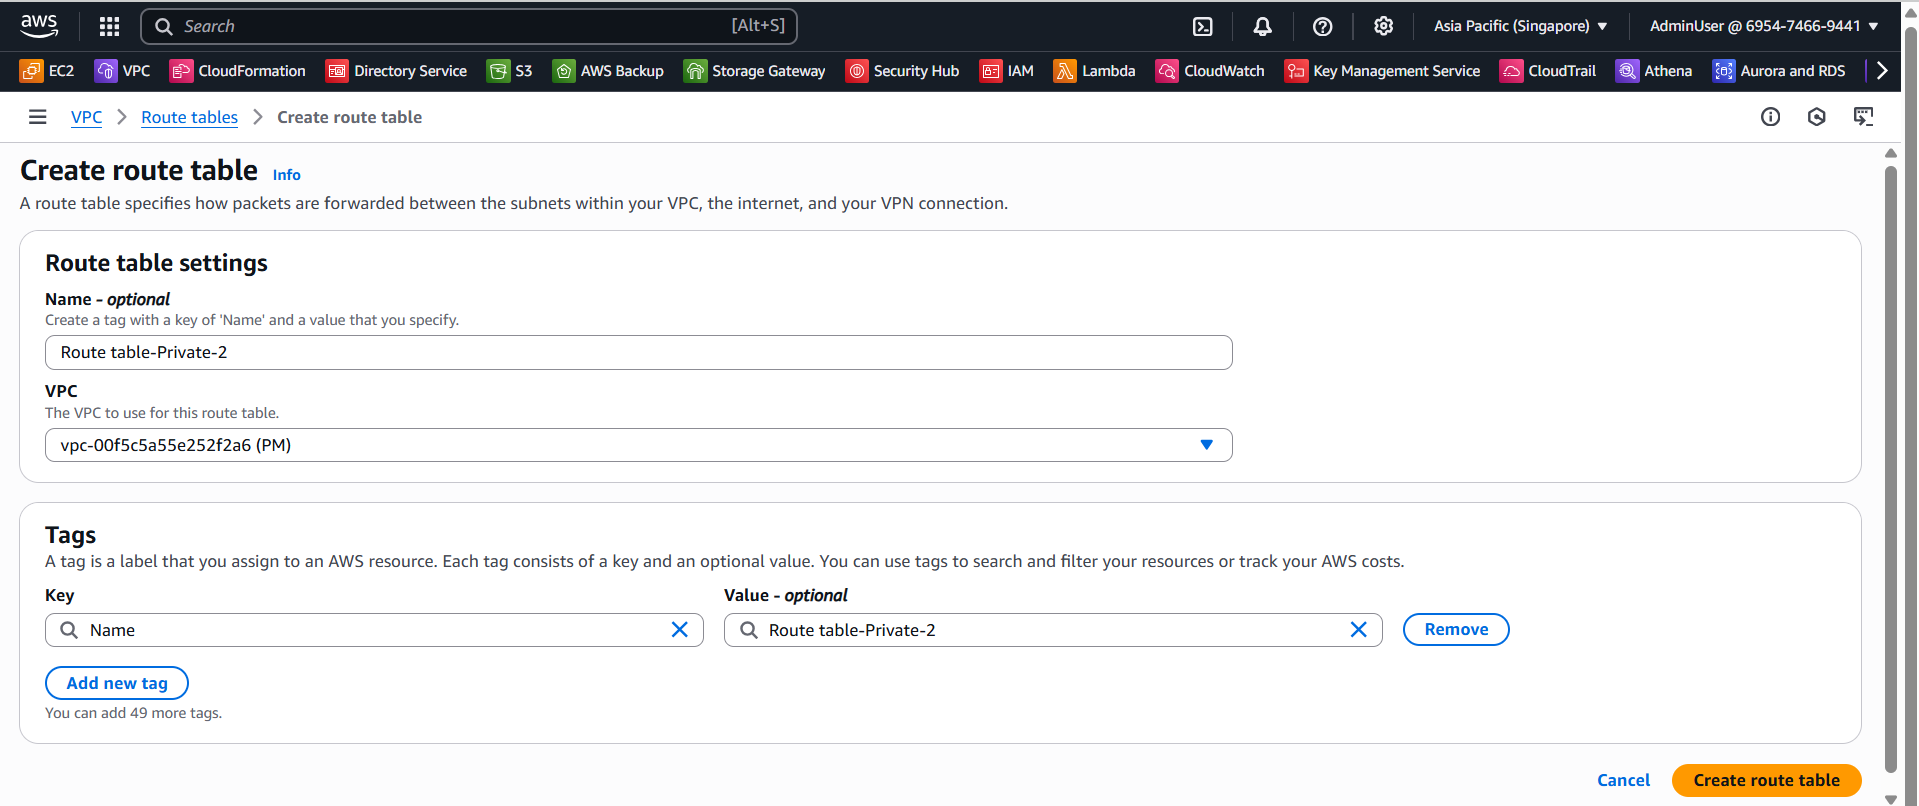 aws
Search [Alt+S]
Asia Pacific (Singapore)
AdminUser @ 6954-7466-9441
EC2 VPC CloudFormation Directory Service S3 AWS Backup Storage Gateway Security Hub IAM Lambda CloudWatch Key Management Service CloudTrail Athena Aurora and RDS
VPC Route tables Create route table
Create route table Info
A route table specifies how packets are forwarded between the subnets within your VPC, the internet, and your VPN connection.
Route table settings
Name - optional
Create a tag with a key of 'Name' and a value that you specify.
Route table-Private-2
VPC
The VPC to use for this route table.
vpc-00f5c5a55e252f2a6 (PM)
Tags
A tag is a label that you assign to an AWS resource. Each tag consists of a key and an optional value. You can use tags to search and filter your resources or track your AWS costs.
Key Value - optional
Name Route table-Private-2 Remove
Add new tag
You can add 49 more tags.
Cancel Create route table